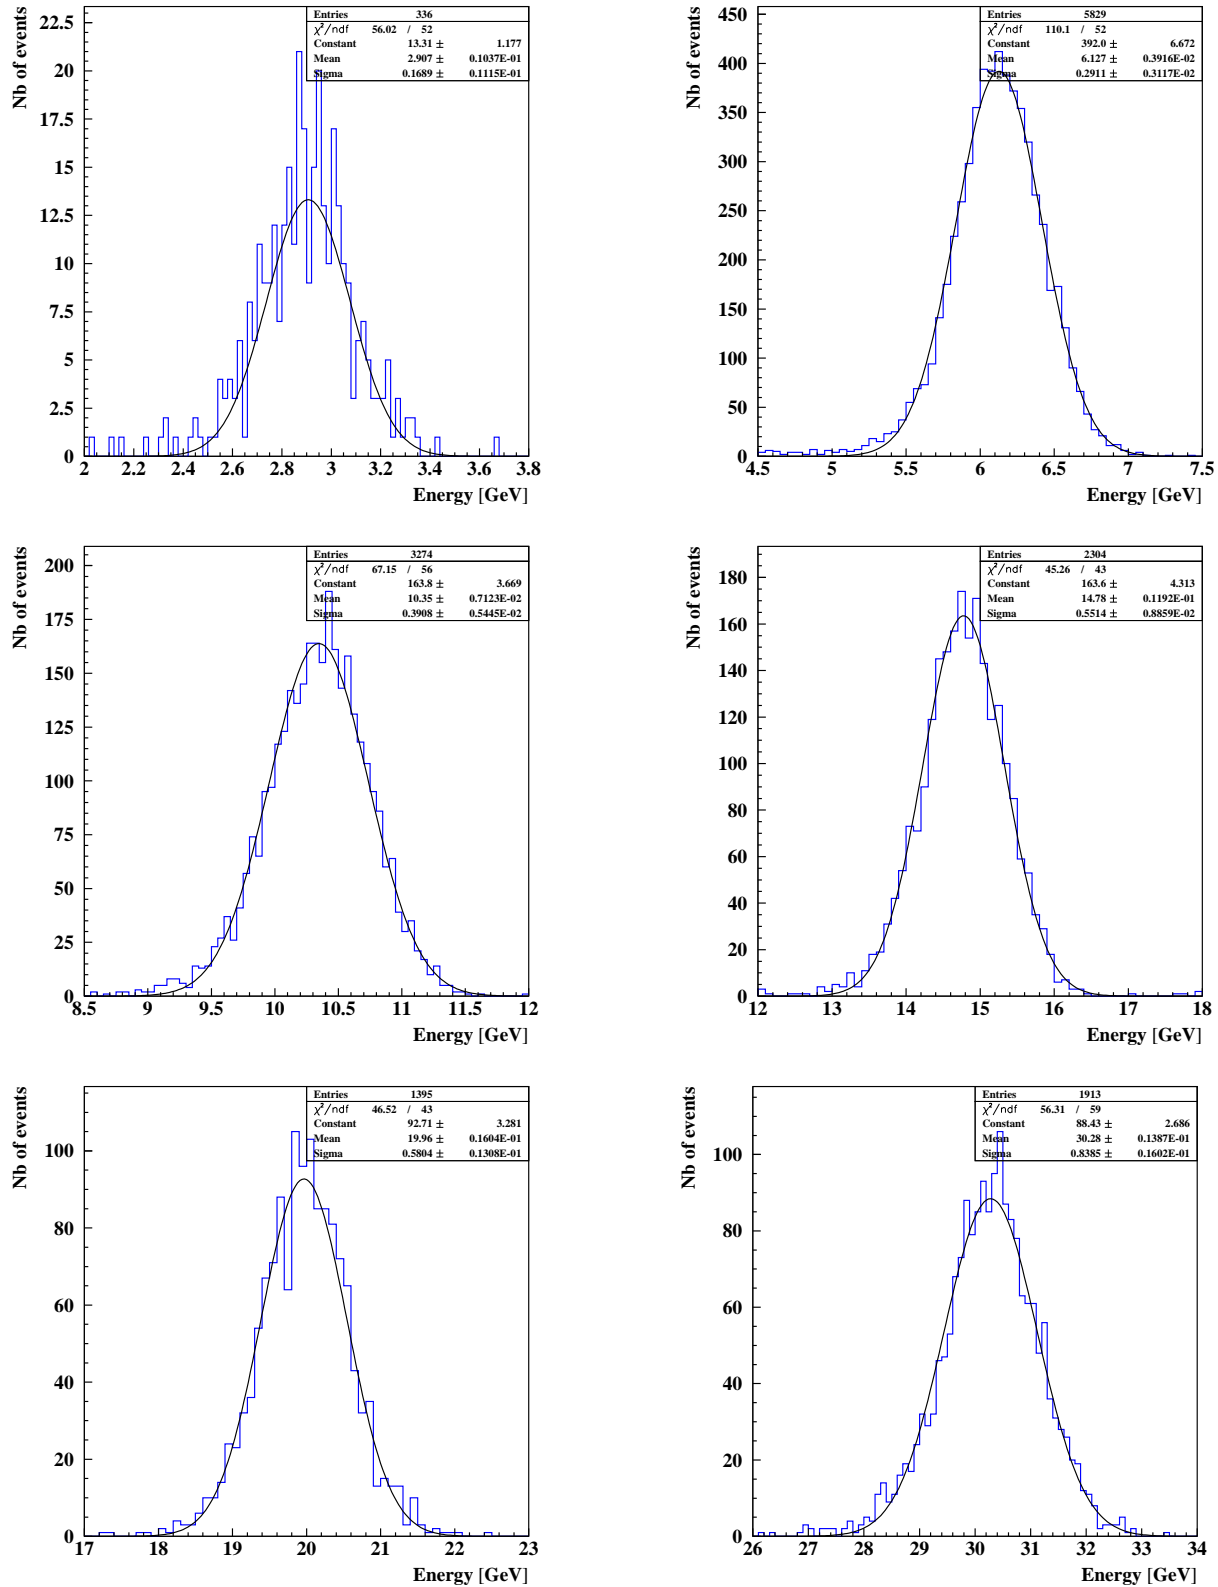 Nb of events
22.5
20
17.5
15
12.5
10
7.5
5
2.5
0
2 2.2 2.4 2.6 2.8 3 3.2 3.4 3.6 3.8
Energy [GeV]
Entries 336
χ²/ndf 56.02 / 52
Constant 13.31 ± 1.177
Mean 2.907 ± 0.1037E-01
Sigma 0.1689 ± 0.1115E-01
Nb of events
450
400
350
300
250
200
150
100
50
0
4.5 5 5.5 6 6.5 7 7.5
Energy [GeV]
Entries 5829
χ²/ndf 110.1 / 52
Constant 392.0 ± 6.672
Mean 6.127 ± 0.3916E-02
Sigma 0.2911 ± 0.3117E-02
Nb of events
200
175
150
125
100
75
50
25
0
8.5 9 9.5 10 10.5 11 11.5 12
Energy [GeV]
Entries 3274
χ²/ndf 67.15 / 56
Constant 163.8 ± 3.669
Mean 10.35 ± 0.7123E-02
Sigma 0.3908 ± 0.5445E-02
Nb of events
180
160
140
120
100
80
60
40
20
0
12 13 14 15 16 17 18
Energy [GeV]
Entries 2304
χ²/ndf 45.26 / 43
Constant 163.6 ± 4.313
Mean 14.78 ± 0.1192E-01
Sigma 0.5514 ± 0.8859E-02
Nb of events
100
80
60
40
20
0
17 18 19 20 21 22 23
Energy [GeV]
Entries 1395
χ²/ndf 46.52 / 43
Constant 92.71 ± 3.281
Mean 19.96 ± 0.1604E-01
Sigma 0.5804 ± 0.1308E-01
Nb of events
100
80
60
40
20
0
26 27 28 29 30 31 32 33 34
Energy [GeV]
Entries 1913
χ²/ndf 56.31 / 59
Constant 88.43 ± 2.686
Mean 30.28 ± 0.1387E-01
Sigma 0.8385 ± 0.1602E-01